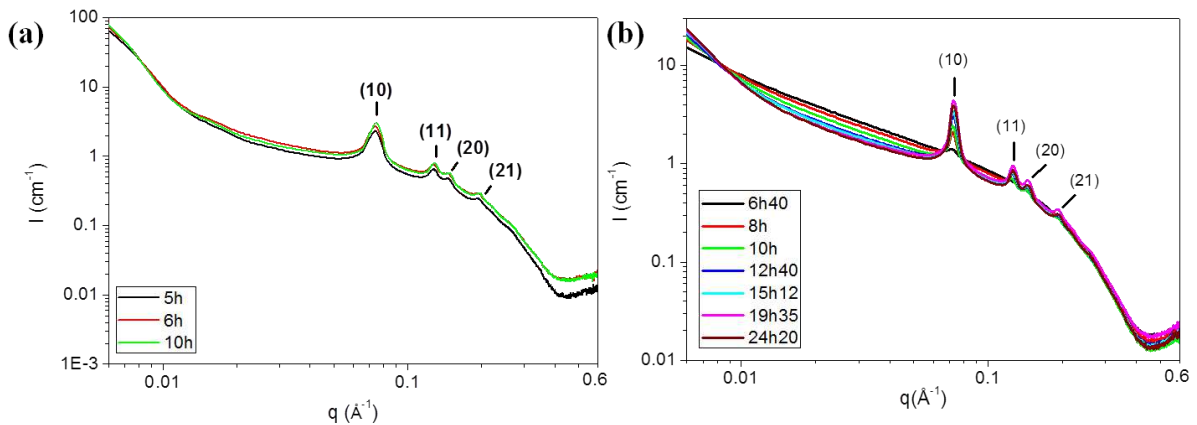 (a)
I (cm⁻¹)
100
10
1
0.1
0.01
1E-3
(10)
(11)
(20)
(21)
5h
6h
10h
0.01
0.1
0.6
q (Å⁻¹)
(b)
I (cm⁻¹)
10
1
0.1
0.01
(10)
(11)
(20)
(21)
6h40
8h
10h
12h40
15h12
19h35
24h20
0.01
0.1
0.6
q(Å⁻¹)